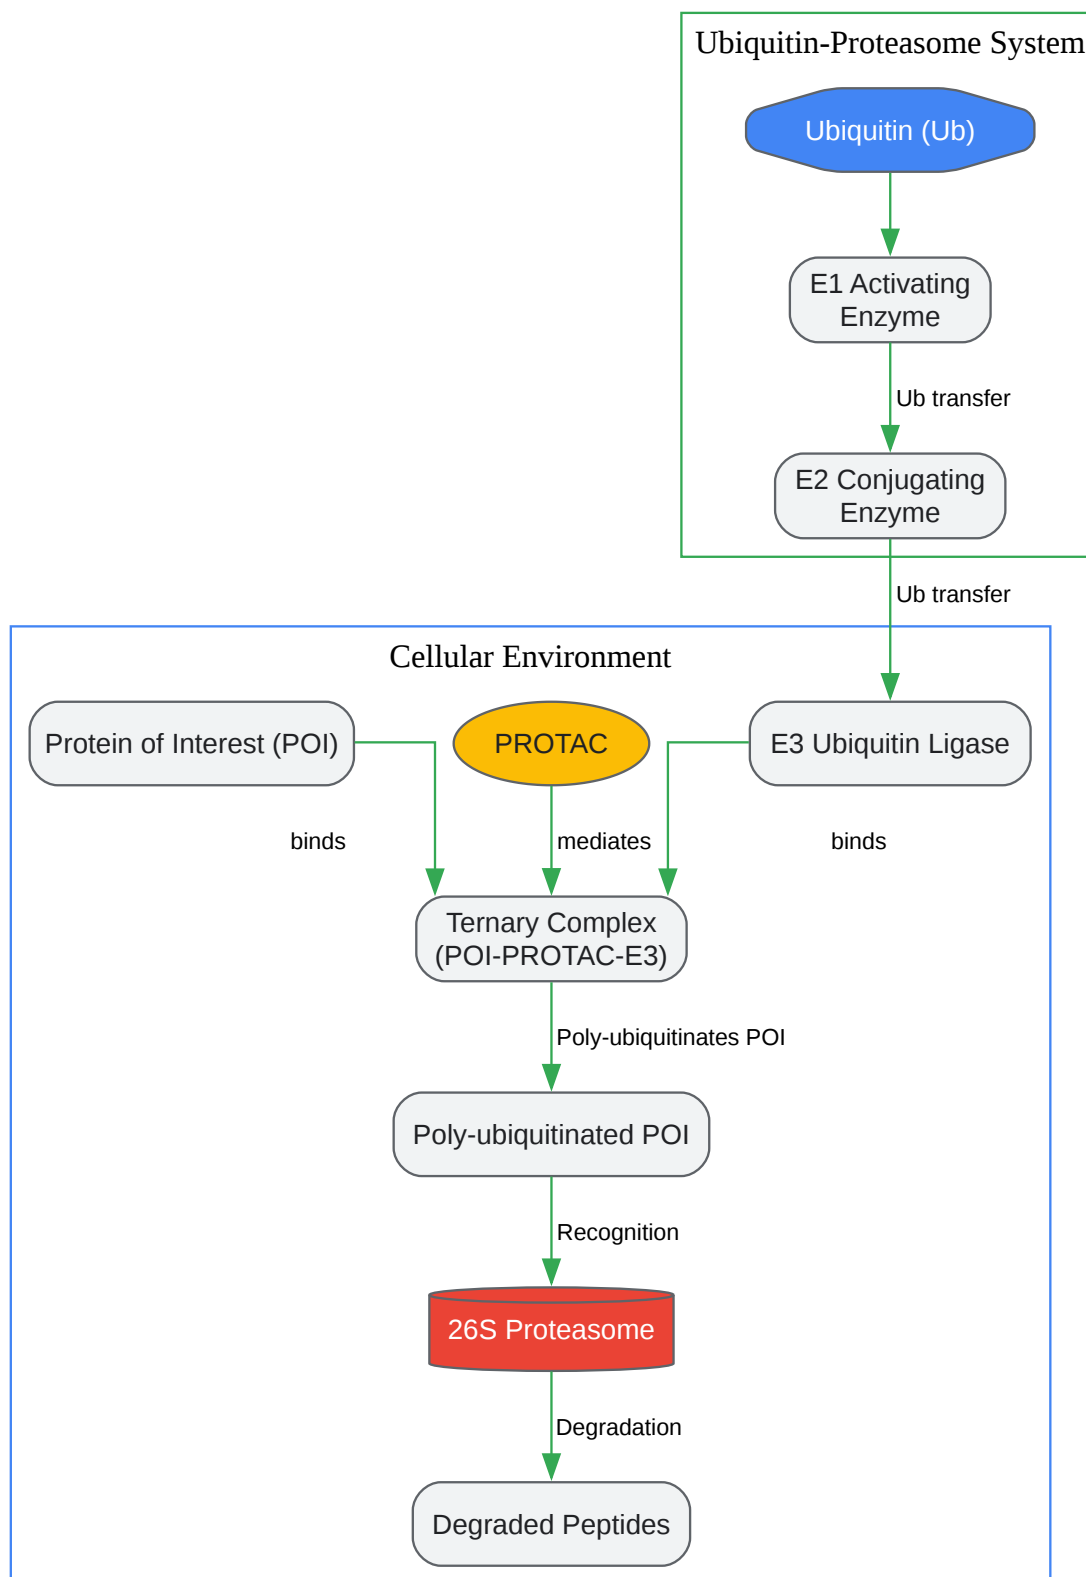 Ubiquitin-Proteasome System
Ubiquitin (Ub)
E1 Activating
Enzyme
Ub transfer
E2 Conjugating
Enzyme
Ub transfer
Cellular Environment
Protein of Interest (POI)
PROTAC
E3 Ubiquitin Ligase
binds
mediates
binds
Ternary Complex
(POI-PROTAC-E3)
Poly-ubiquitinates POI
Poly-ubiquitinated POI
Recognition
26S Proteasome
Degradation
Degraded Peptides